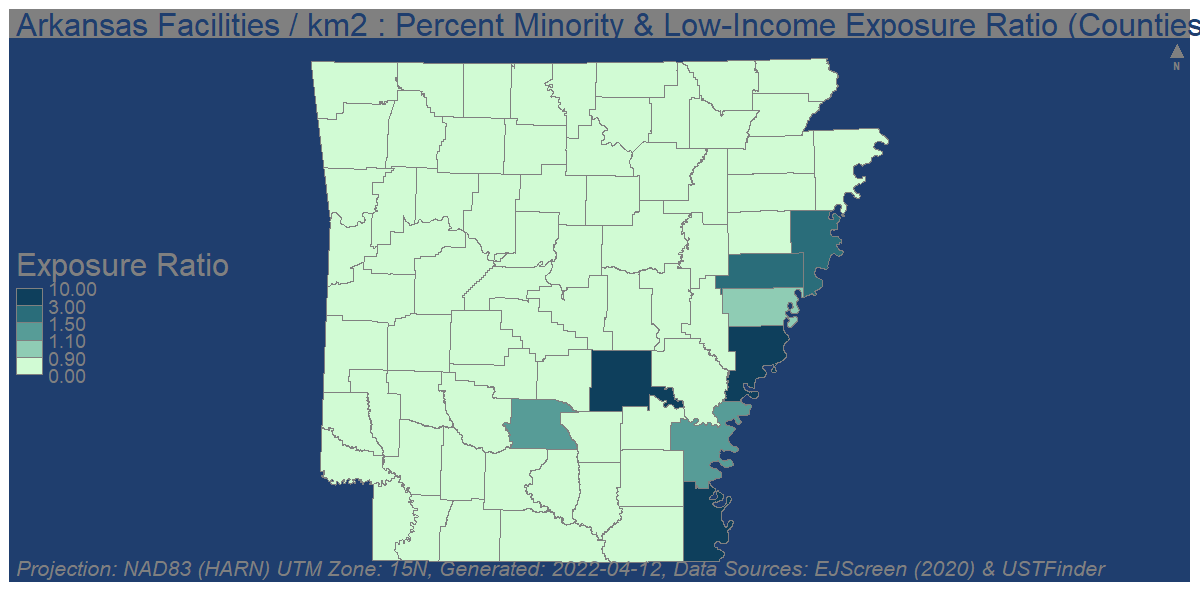 Arkansas Facilities / km2 : Percent Minority & Low-Income Exposure Ratio (Counties
N
Exposure Ratio
10.00
3.00
1.50
1.10
0.90
0.00
Projection: NAD83 (HARN) UTM Zone: 15N, Generated: 2022-04-12, Data Sources: EJScreen (2020) & USTFinder